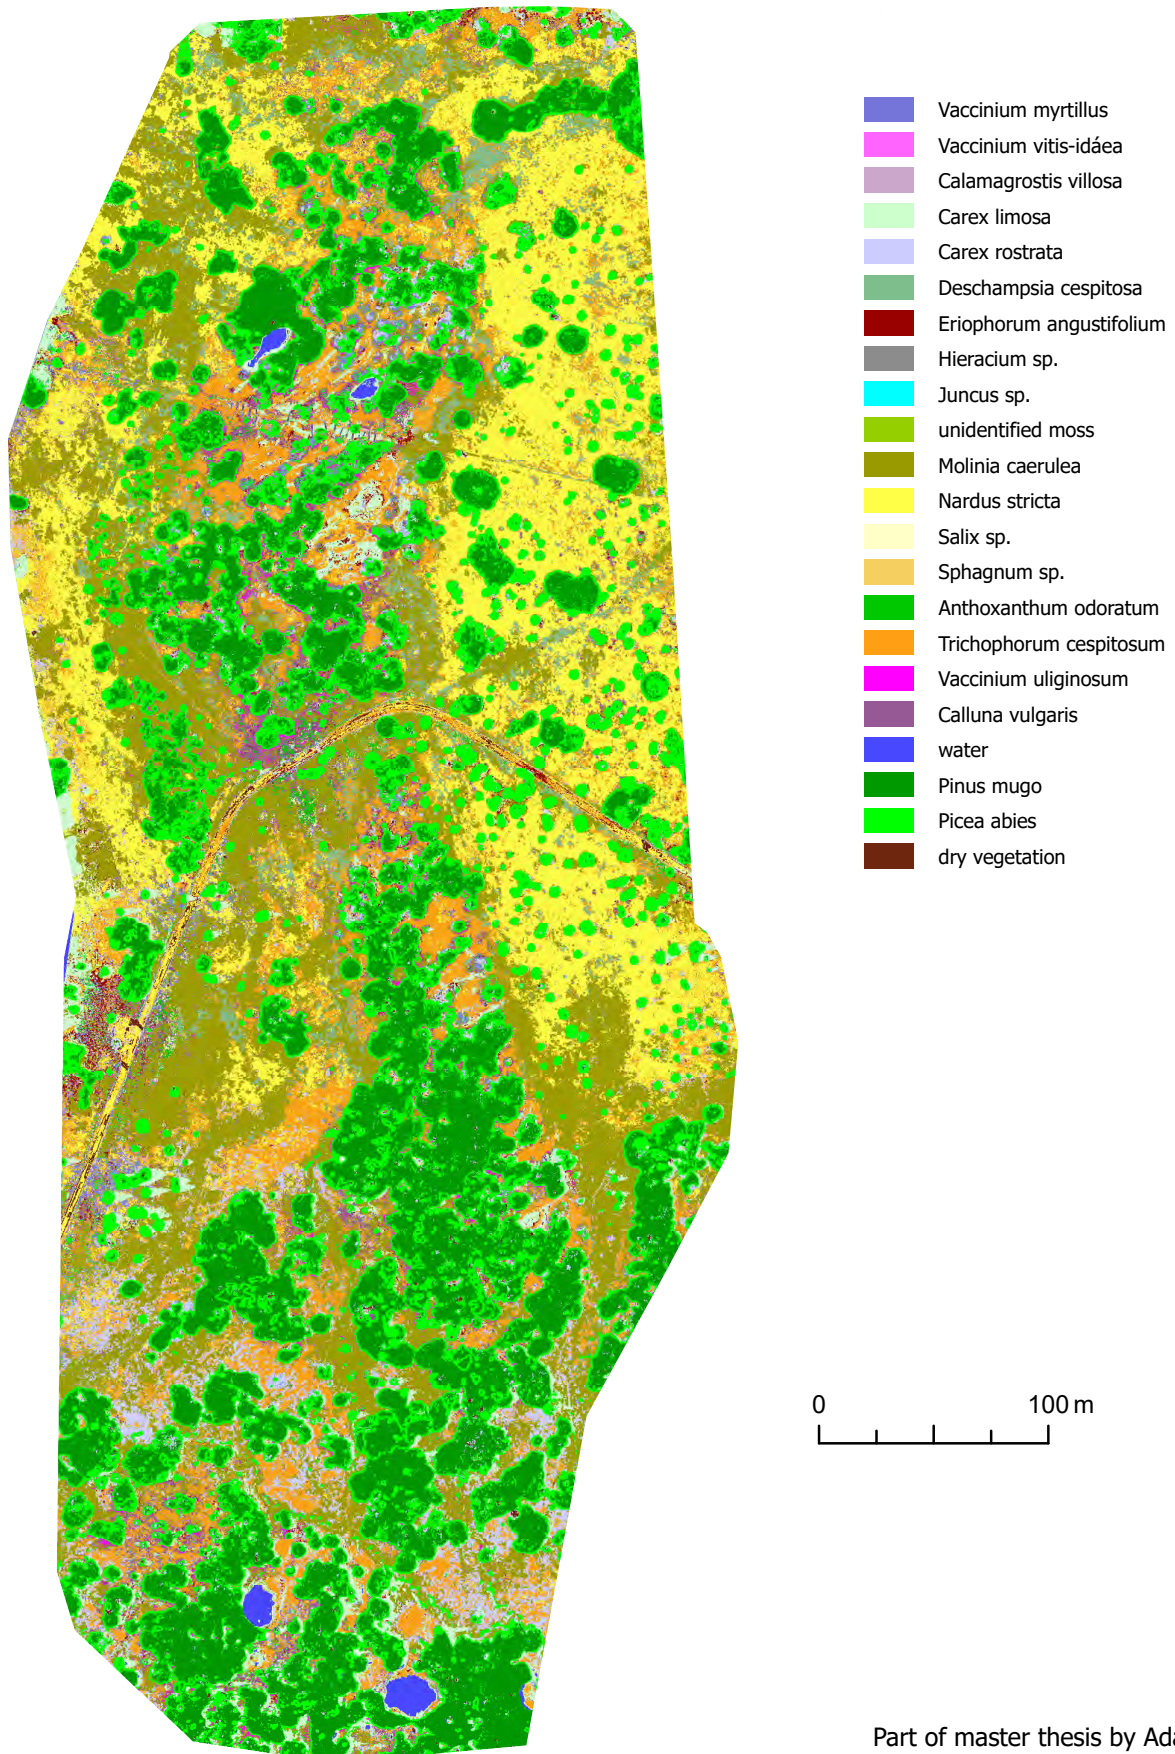 Vaccinium myrtillus
Vaccinium vitis-idáea
Calamagrostis villosa
Carex limosa
Carex rostrata
Deschampsia cespitosa
Eriophorum angustifolium
Hieracium sp.
Juncus sp.
unidentified moss
Molinia caerulea
Nardus stricta
Salix sp.
Sphagnum sp.
Anthoxanthum odoratum
Trichophorum cespitosum
Vaccinium uliginosum
Calluna vulgaris
water
Pinus mugo
Picea abies
dry vegetation
0 100 m
Part of master thesis by